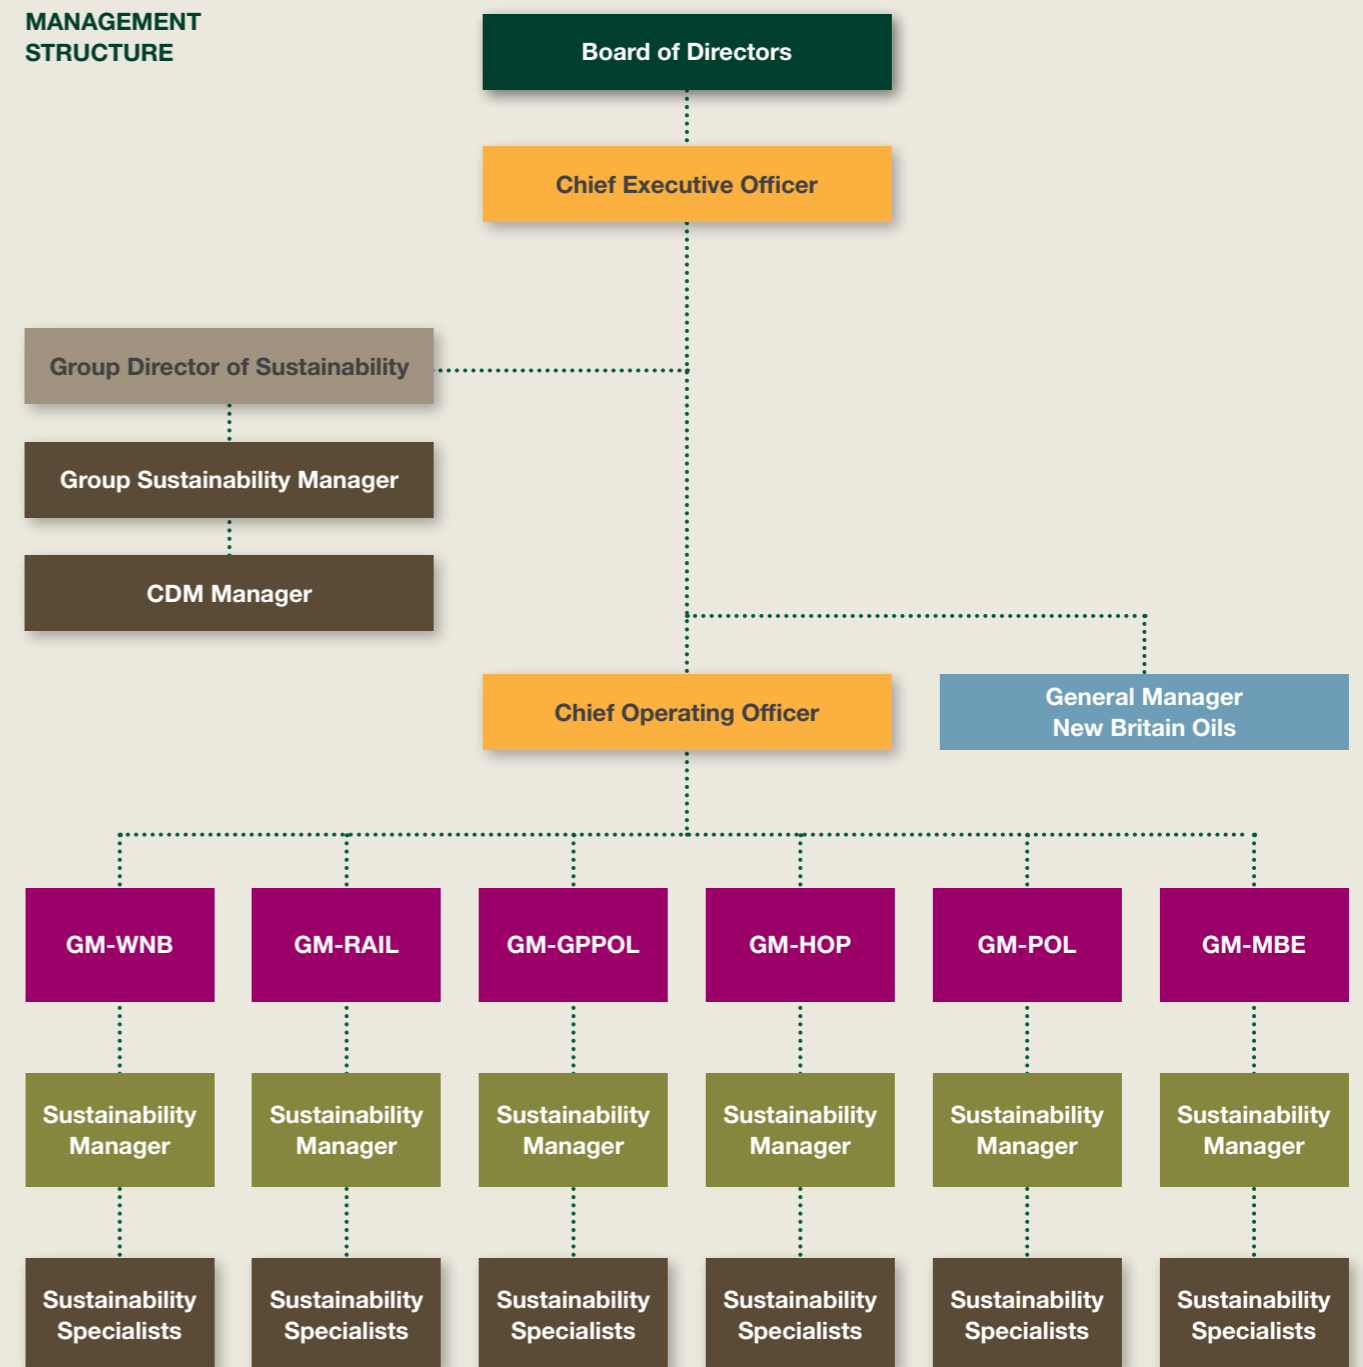 MANAGEMENT
STRUCTURE
Board of Directors
Chief Executive Officer
Group Director of Sustainability
Group Sustainability Manager
CDM Manager
Chief Operating Officer
General Manager
New Britain Oils
GM-WNB
GM-RAIL
GM-GPPOL
GM-HOP
GM-POL
GM-MBE
Sustainability
Manager
Sustainability
Manager
Sustainability
Manager
Sustainability
Manager
Sustainability
Manager
Sustainability
Manager
Sustainability
Specialists
Sustainability
Specialists
Sustainability
Specialists
Sustainability
Specialists
Sustainability
Specialists
Sustainability
Specialists